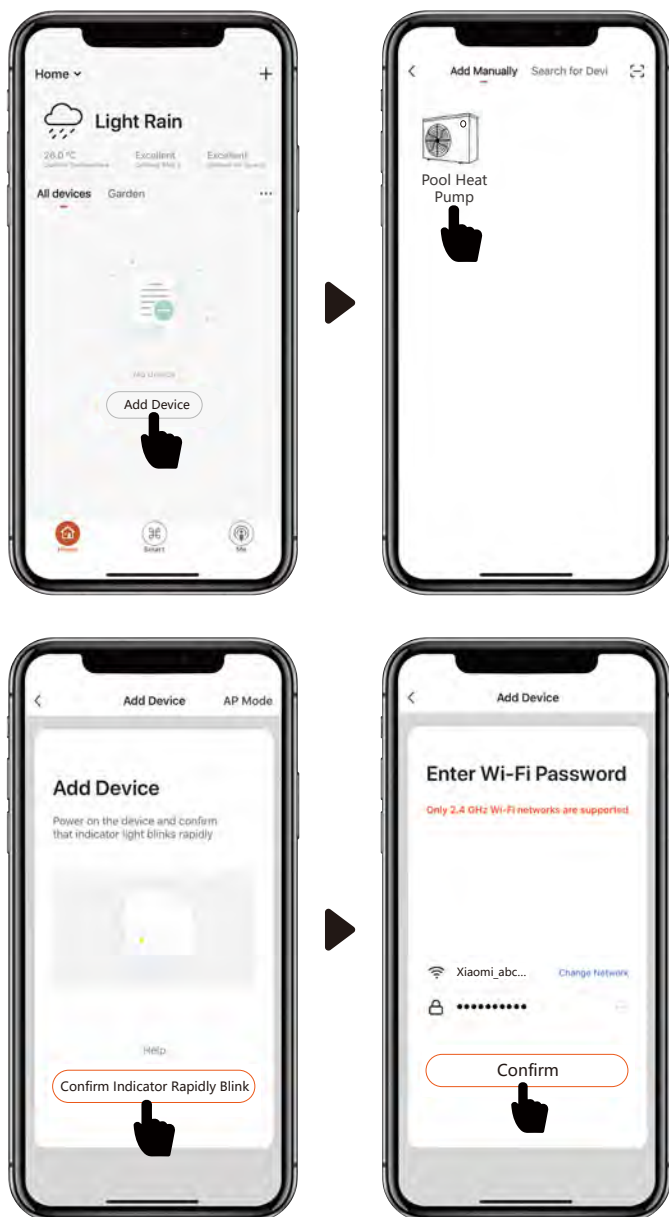 Home
Light Rain
26.0 °C Excellent Excellent
All devices Garden
Add Device
Home Smart Me
Add Manually Search for Devi
Pool Heat
Pump
Add Device AP Mode
Add Device
Power on the device and confirm
that indicator light blinks rapidly
Help
Confirm Indicator Rapidly Blink
Add Device
Enter Wi-Fi Password
Only 2.4 GHz Wi-Fi networks are supported
Xiaomi_abc... Change Network
Confirm